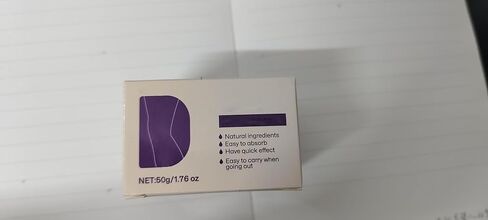 Natural ingredients
Easy to absorb
Have quick effect
Easy to carry when
going out
NET:50g/1.76 oz